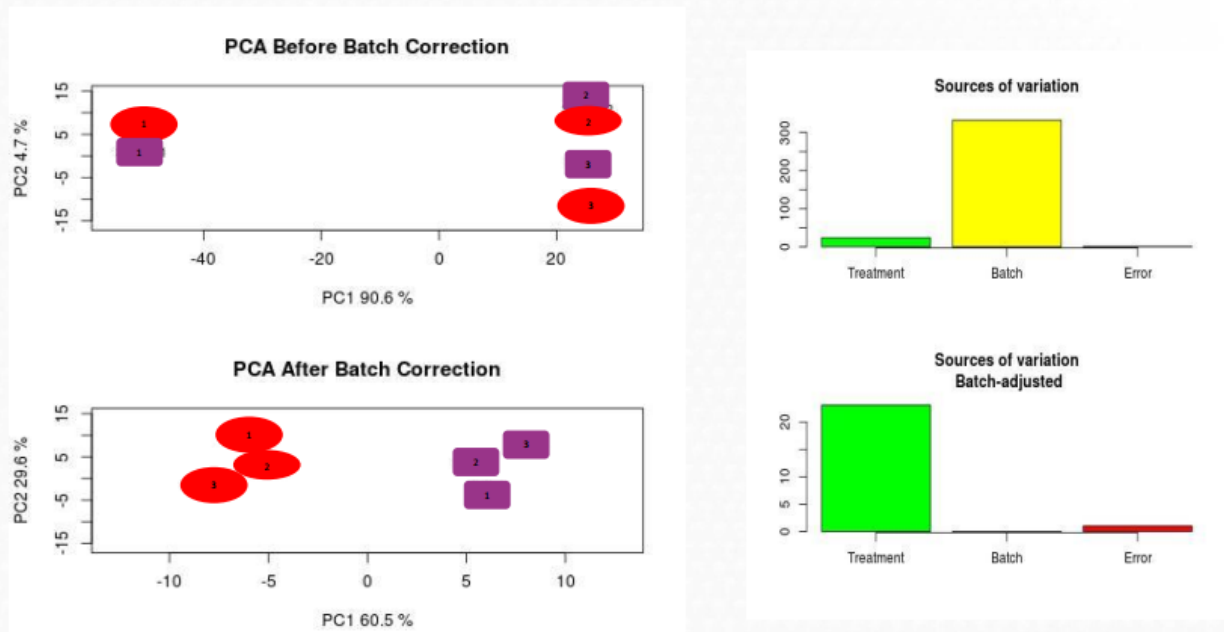 PCA Before Batch Correction
15
5
-5
-15
PC2 4.7 %
1
1
2
2
3
3
-40 -20 0 20
PC1 90.6 %
Sources of variation
300
200
100
0
Treatment Batch Error
PCA After Batch Correction
15
5
-5
-15
PC2 29.6 %
1
2
3
3
2
1
-10 -5 0 5 10
PC1 60.5 %
Sources of variation
Batch-adjusted
20
10
5
0
Treatment Batch Error